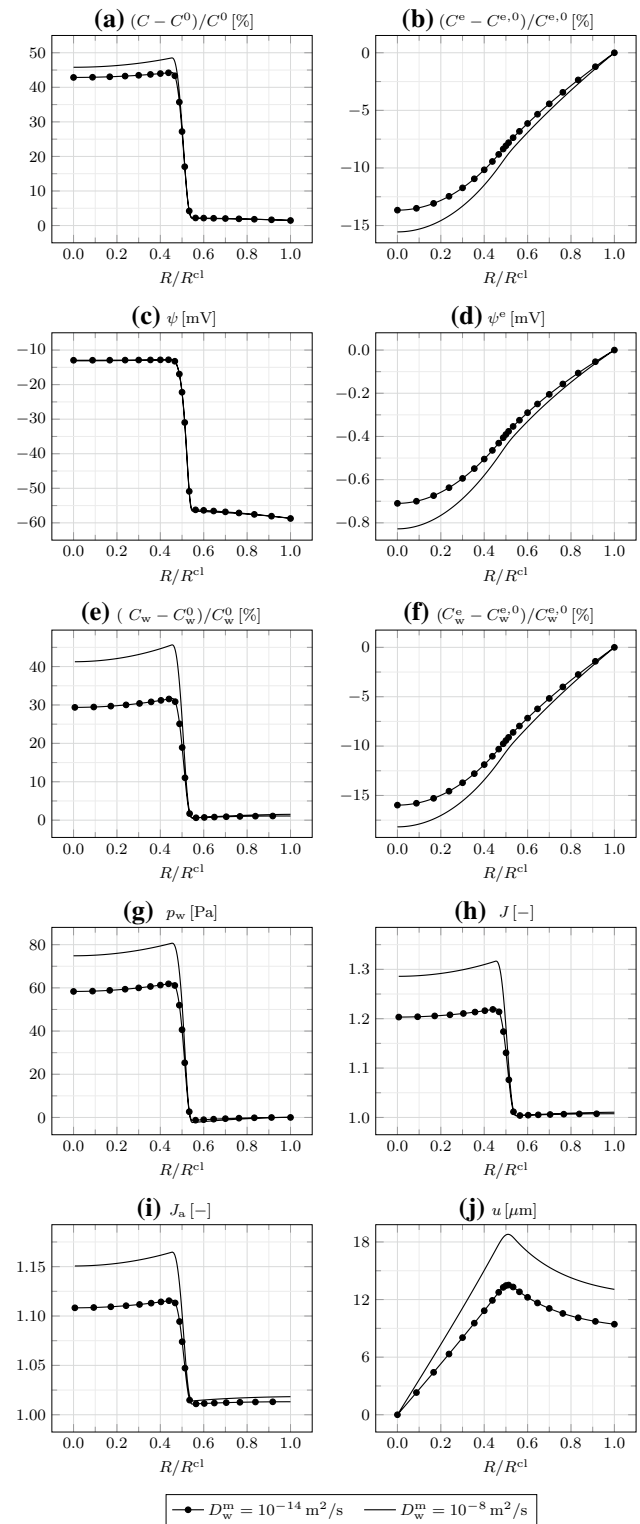 (a) (C − C⁰)/C⁰ [%]
(b) (Cᵉ − Cᵉ,⁰)/Cᵉ,⁰ [%]
50
40
30
20
10
0
0.0 0.2 0.4 0.6 0.8 1.0
R/Rᶜˡ
0
−5
−10
−15
0.0 0.2 0.4 0.6 0.8 1.0
R/Rᶜˡ
(c) ψ [mV]
(d) ψᵉ [mV]
−10
−20
−30
−40
−50
−60
0.0 0.2 0.4 0.6 0.8 1.0
R/Rᶜˡ
0.0
−0.2
−0.4
−0.6
−0.8
0.0 0.2 0.4 0.6 0.8 1.0
R/Rᶜˡ
(e) ( C_w − C_w⁰)/C_w⁰ [%]
(f) (C_wᵉ − C_wᵉ,⁰)/C_wᵉ,⁰ [%]
40
30
20
10
0
0.0 0.2 0.4 0.6 0.8 1.0
R/Rᶜˡ
0
−5
−10
−15
0.0 0.2 0.4 0.6 0.8 1.0
R/Rᶜˡ
(g) p_w [Pa]
(h) J [−]
80
60
40
20
0
0.0 0.2 0.4 0.6 0.8 1.0
R/Rᶜˡ
1.3
1.2
1.1
1.0
0.0 0.2 0.4 0.6 0.8 1.0
R/Rᶜˡ
(i) J_a [−]
(j) u [μm]
1.15
1.10
1.05
1.00
0.0 0.2 0.4 0.6 0.8 1.0
R/Rᶜˡ
18
12
6
0
0.0 0.2 0.4 0.6 0.8 1.0
R/Rᶜˡ
D_wᵐ = 10⁻¹⁴ m²/s D_wᵐ = 10⁻⁸ m²/s